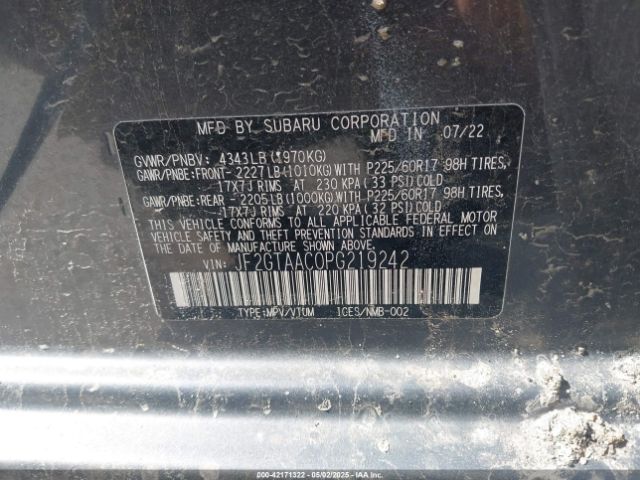 MFD BY SUBARU CORPORATION
MFD IN 07/22
GVWR/PNBV: 4343LB(1970KG)
GAWR/PNBE:FRONT-2227LB(1010KG)WITH P225/60R17 98H TIRES,
17X7J RIMS AT 230 KPA(33 PSI)COLD
GAWR/PNBE:REAR -2205LB(1000KG)WITH P225/60R17 98H TIRES,
17X7J RIMS AT 220 KPA(32 PSI)COLD
THIS VEHICLE CONFORMS TO ALL APPLICABLE FEDERAL MOTOR
VEHICLE SAFETY AND THEFT PREVENTION STANDARDS IN EFFECT
ON THE DATE OF MANUFACTURE SHOWN ABOVE.
VIN: JF2GTAAC0PG219242
TYPE:MPV/VTUM ICES/NMB-002
000-42171322 05/02/2025 IAAI.COM